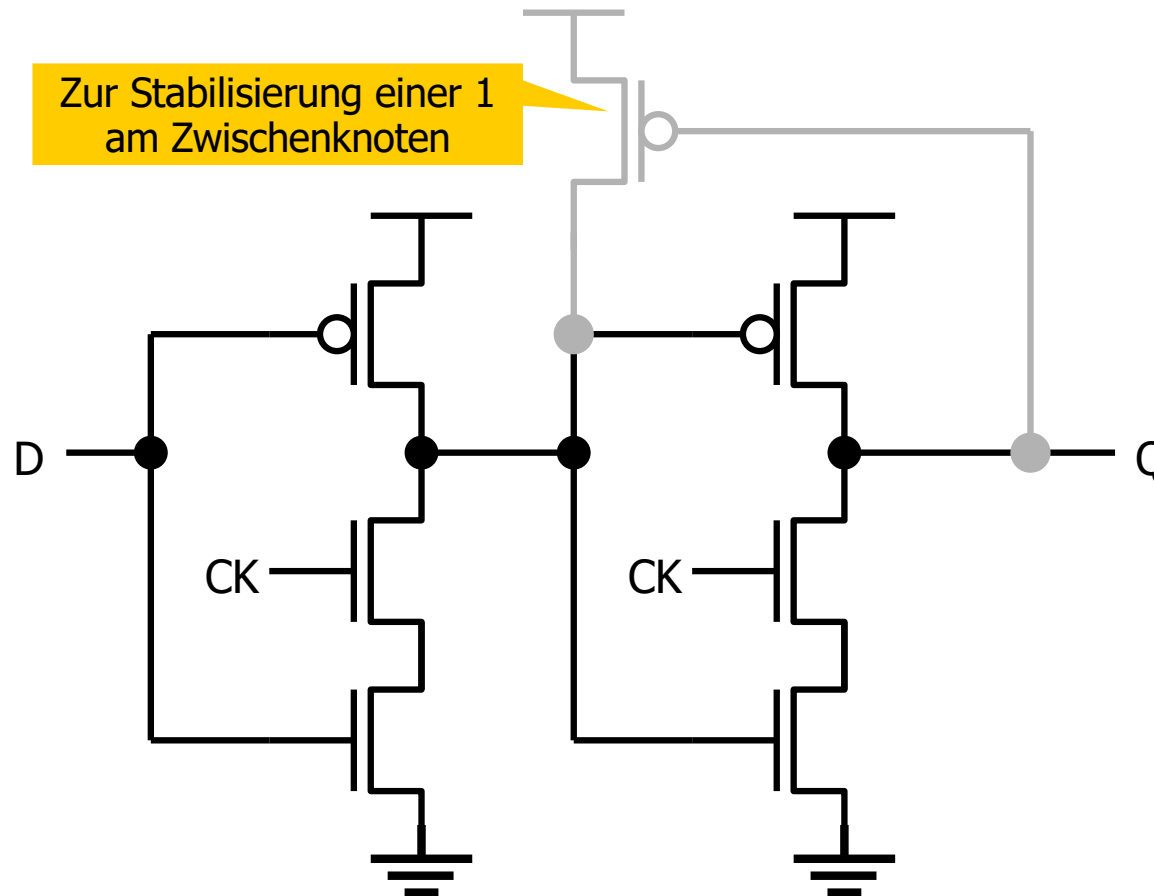 Zur Stabilisierung einer 1
am Zwischenknoten
D
Q
CK
CK